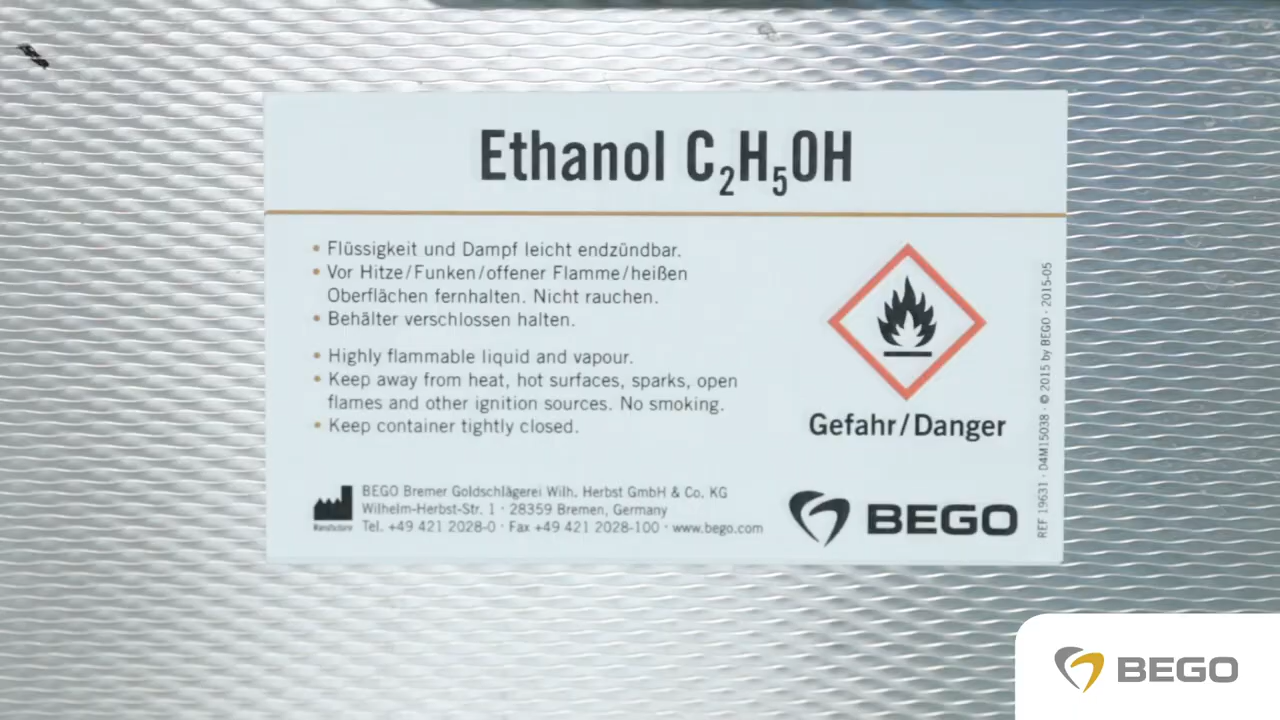 Ethanol C₂H₅OH
• Flüssigkeit und Dampf leicht endzündbar.
• Vor Hitze/Funken/offener Flamme/heißen
Oberflächen fernhalten. Nicht rauchen.
• Behälter verschlossen halten.
• Highly flammable liquid and vapour.
• Keep away from heat, hot surfaces, sparks, open
flames and other ignition sources. No smoking.
• Keep container tightly closed.
Gefahr/Danger
REF 19631 · D4M15038 · © 2015 by BEGO · 2015-05
Manufacturer
BEGO Bremer Goldschlägerei Wilh. Herbst GmbH & Co. KG
Wilhelm-Herbst-Str. 1 · 28359 Bremen, Germany
Tel. +49 421 2028-0 · Fax +49 421 2028-100 · www.bego.com
BEGO
BEGO